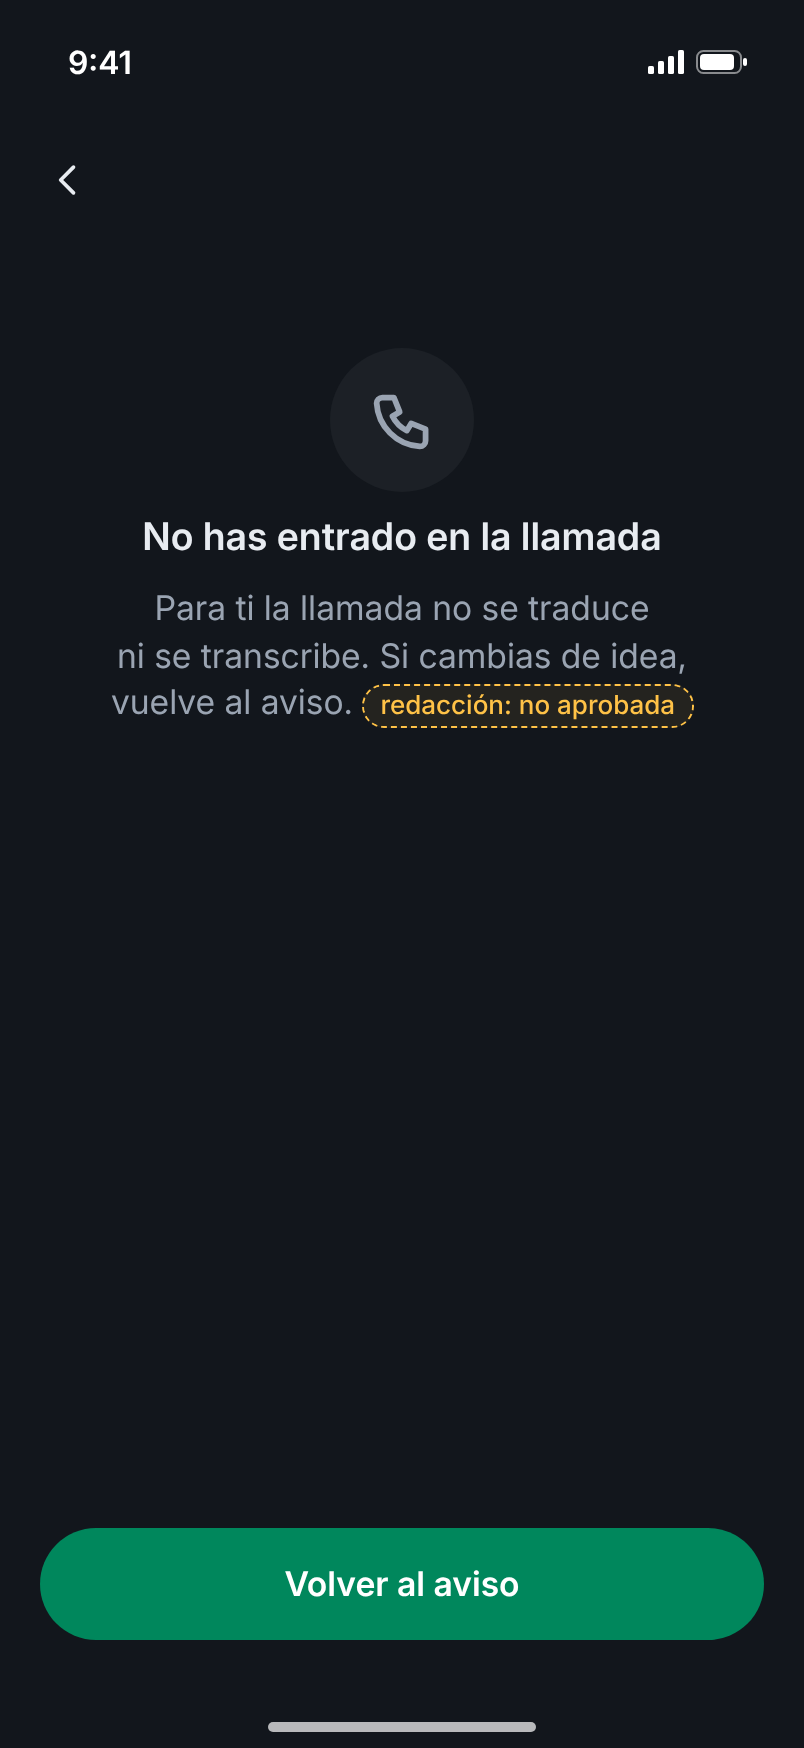 9:41
No has entrado en la llamada
Para ti la llamada no se traduce
ni se transcribe. Si cambias de idea,
vuelve al aviso. redacción: no aprobada
Volver al aviso